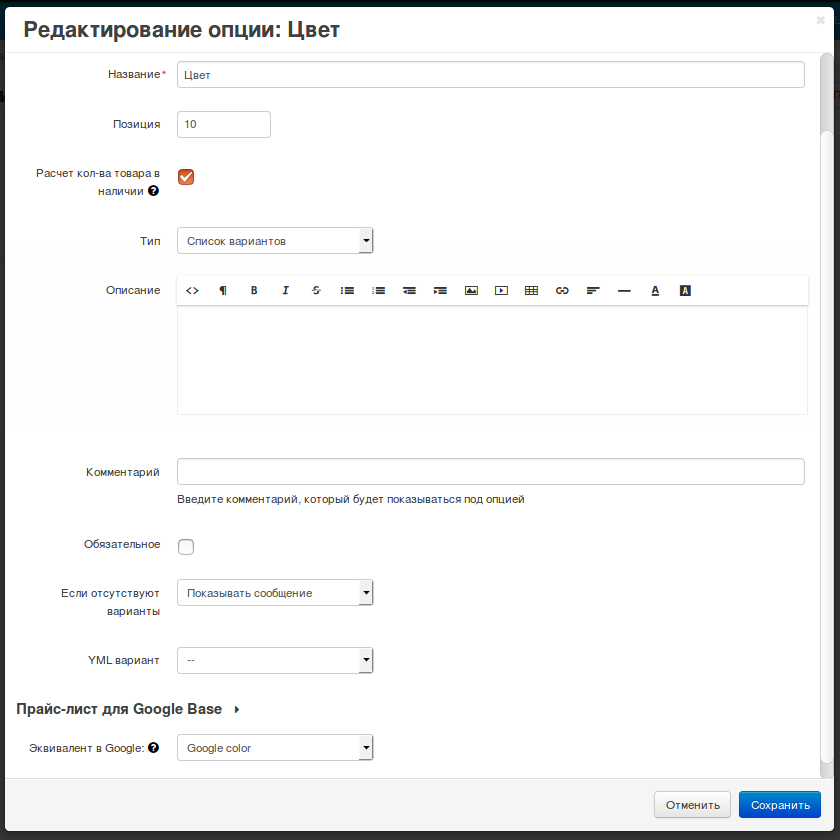 Редактирование опции: Цвет
Название*
Цвет
Позиция
10
Расчет кол-ва товара в
наличии
Тип
Список вариантов
Описание
Комментарий
Введите комментарий, который будет показываться под опцией
Обязательное
Если отсутствуют
варианты
Показывать сообщение
YML вариант
--
Прайс-лист для Google Base
Эквивалент в Google:
Google color
Отменить
Сохранить